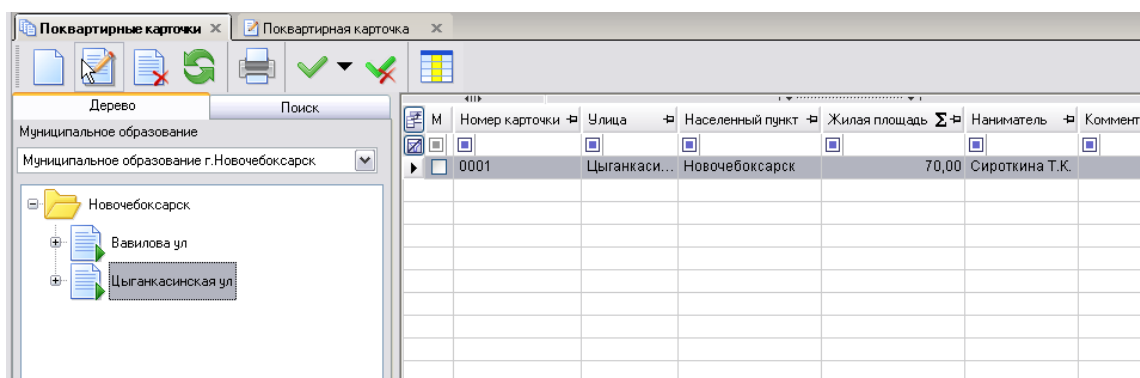 Поквартирные карточки Поквартирная карточка
Дерево Поиск
Муниципальное образование
Муниципальное образование г.Новочебоксарск
Новочебоксарск
Вавилова ул
Цыганкасинская ул
М Номер карточки Улица Населенный пункт Жилая площадь Σ Наниматель Коммент
0001 Цыганкаси... Новочебоксарск 70,00 Сироткина Т.К.